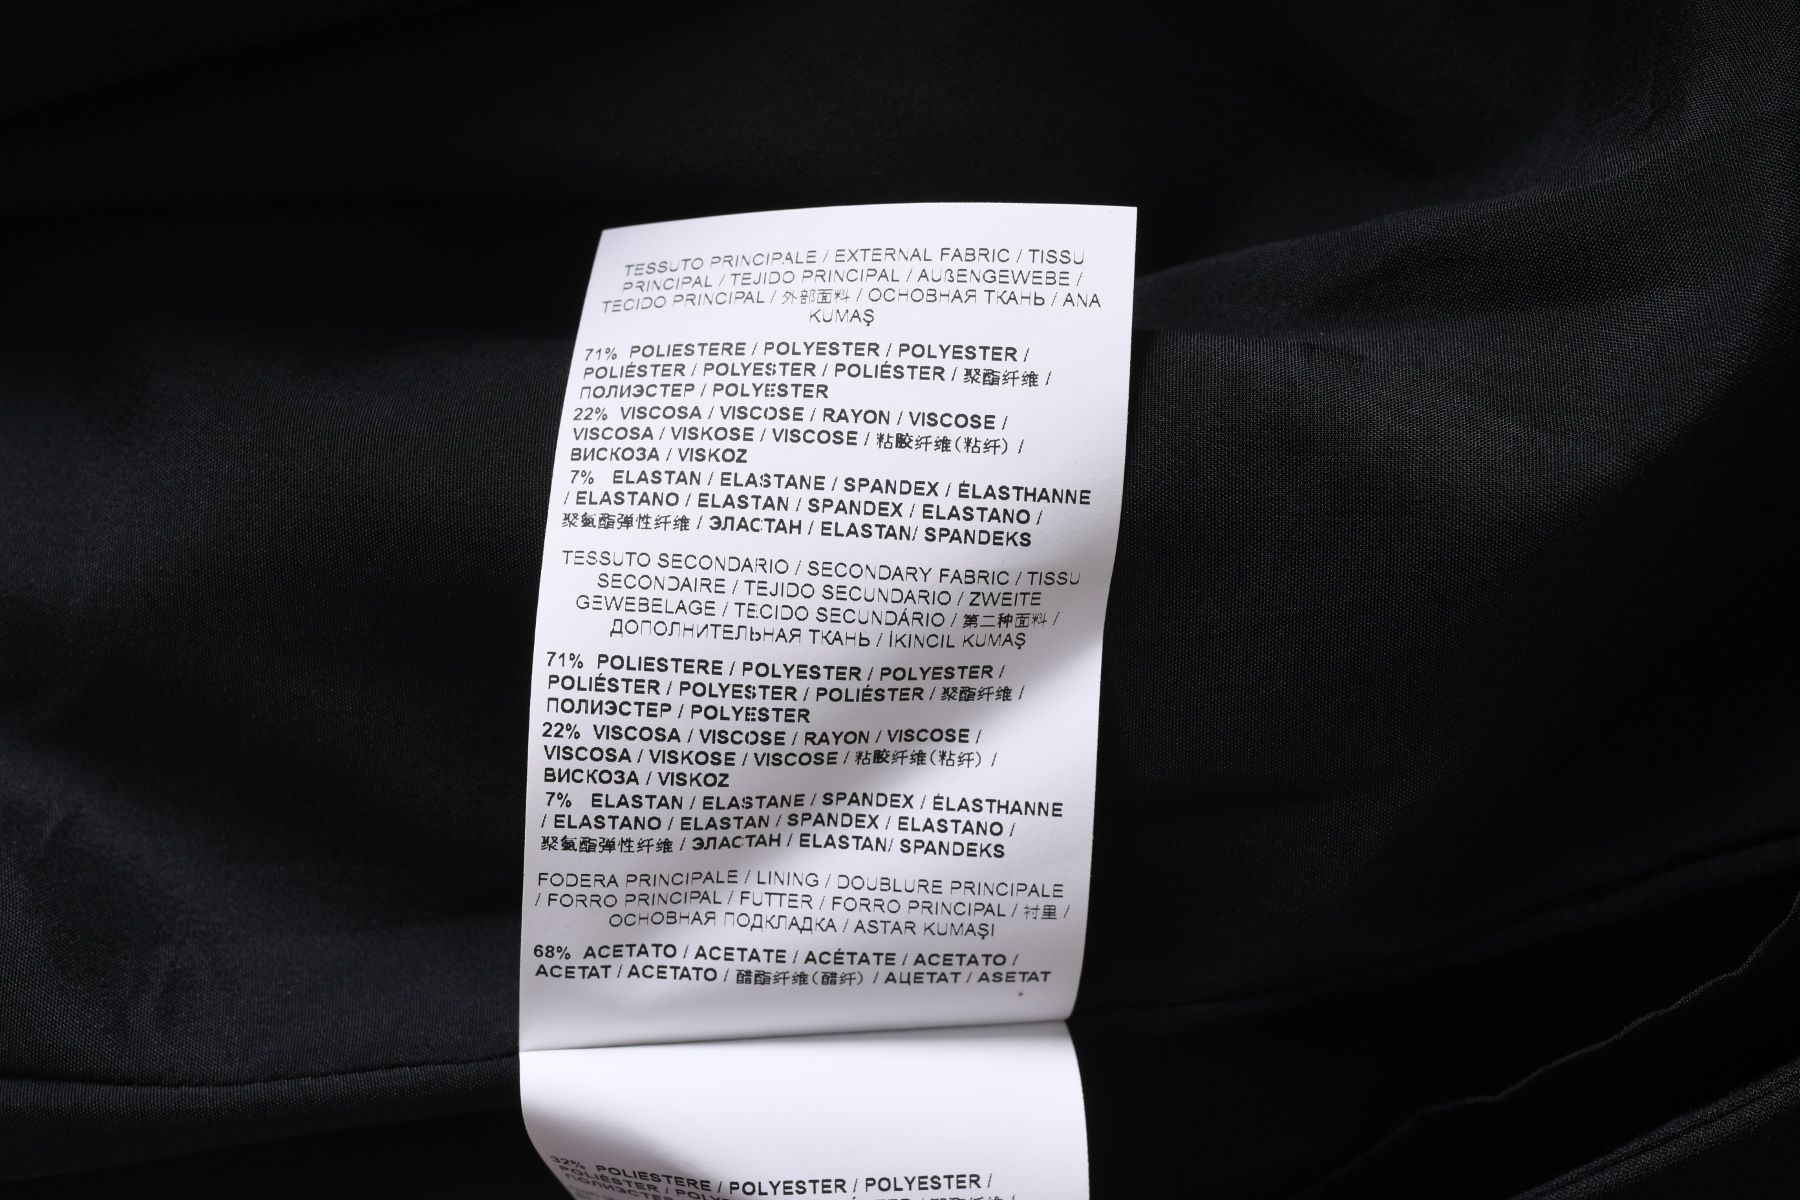 TESSUTO PRINCIPALE / EXTERNAL FABRIC / TISSU
PRINCIPAL / TEJIDO PRINCIPAL / AUßENGEWEBE /
TECIDO PRINCIPAL / 外部面料 / ОСНОВНАЯ ТКАНЬ / ANA
KUMAŞ
71% POLIESTERE / POLYESTER / POLYESTER /
POLIÉSTER / POLYESTER / POLIÉSTER / 聚酯纤维 /
ПОЛИЭСТЕР / POLYESTER
22% VISCOSA / VISCOSE / RAYON / VISCOSE /
VISCOSA / VISKOSE / VISCOSE / 粘胶纤维(粘纤) /
ВИСКОЗА / VISKOZ
7% ELASTAN / ELASTANE / SPANDEX / ÉLASTHANNE
/ ELASTANO / ELASTAN / SPANDEX / ELASTANO /
聚氨酯弹性纤维 / ЭЛАСТАН / ELASTAN/ SPANDEKS
TESSUTO SECONDARIO / SECONDARY FABRIC / TISSU
SECONDAIRE / TEJIDO SECUNDARIO / ZWEITE
GEWEBELAGE / TECIDO SECUNDÁRIO / 第二种面料 /
ДОПОЛНИТЕЛЬНАЯ ТКАНЬ / İKINCIL KUMAŞ
71% POLIESTERE / POLYESTER / POLYESTER /
POLIÉSTER / POLYESTER / POLIÉSTER / 聚酯纤维 /
ПОЛИЭСТЕР / POLYESTER
22% VISCOSA / VISCOSE / RAYON / VISCOSE /
VISCOSA / VISKOSE / VISCOSE / 粘胶纤维(粘纤) /
ВИСКОЗА / VISKOZ
7% ELASTAN / ELASTANE / SPANDEX / ÉLASTHANNE
/ ELASTANO / ELASTAN / SPANDEX / ELASTANO /
聚氨酯弹性纤维 / ЭЛАСТАН / ELASTAN/ SPANDEKS
FODERA PRINCIPALE / LINING / DOUBLURE PRINCIPALE
/ FORRO PRINCIPAL / FUTTER / FORRO PRINCIPAL / 衬里 /
ОСНОВНАЯ ПОДКЛАДКА / ASTAR KUMAŞI
68% ACETATO / ACETATE / ACÉTATE / ACETATO /
ACETAT / ACETATO / 醋酯纤维(醋纤) / АЦЕТАТ / ASETAT
32% POLIESTERE / POLYESTER / POLYESTER /
POLIÉSTER / POLYESTER